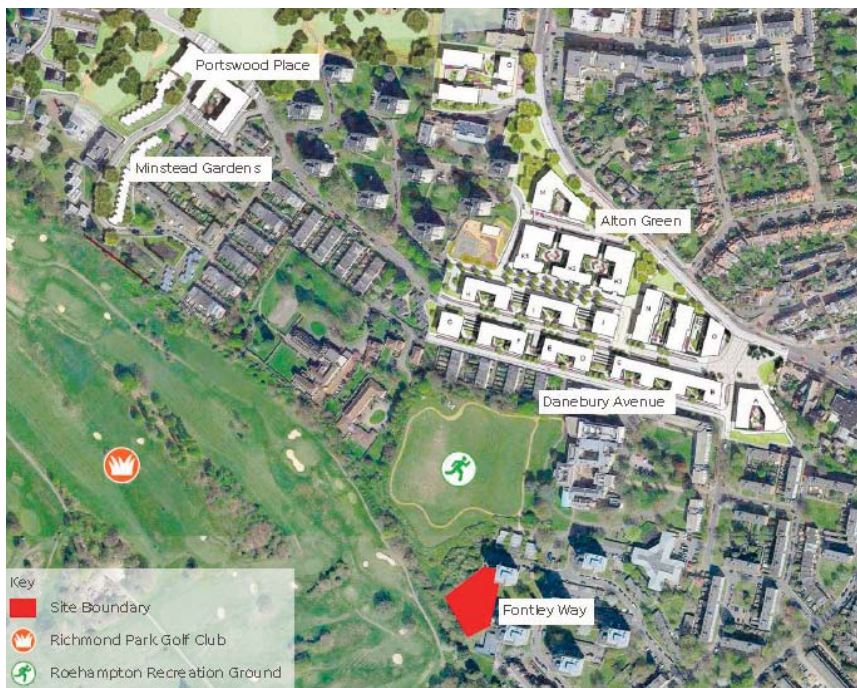 Portswood Place
Minstead Gardens
Alton Green
Danebury Avenue
Fontley Way
Key
Site Boundary
Richmond Park Golf Club
Roehampton Recreation Ground